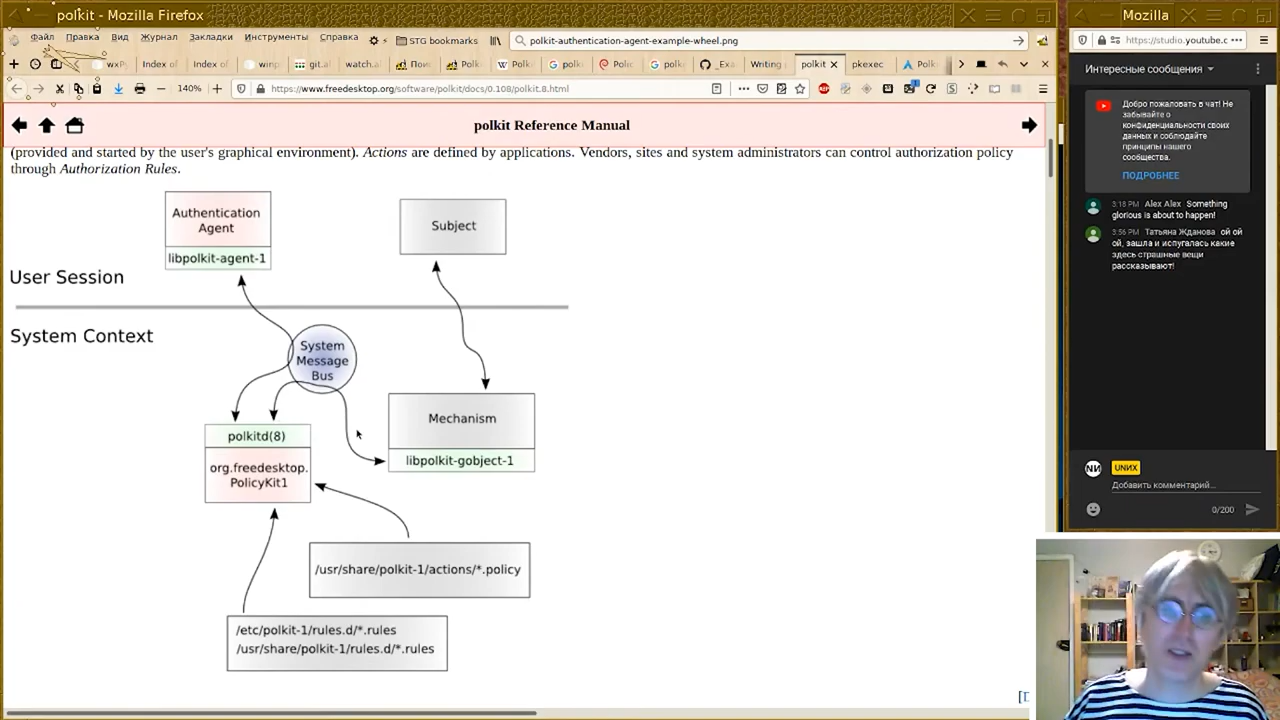 polkit - Mozilla Firefox
Mozilla
Файл Правка Вид Журнал Закладки Инструменты Справка
STG bookmarks
polkit-authentication-agent-example-wheel.png
https://studio.youtube.c
Index of
Index of
git.al
watch.a
Writing
polkit
pkexec
140%
https://www.freedesktop.org/software/polkit/docs/0.108/polkit.8.html
polkit Reference Manual
(provided and started by the user's graphical environment). Actions are defined by applications. Vendors, sites and system administrators can control authorization policy
through Authorization Rules.
Authentication
Agent
libpolkit-agent-1
Subject
User Session
System Context
System
Message
Bus
Mechanism
libpolkit-gobject-1
polkitd(8)
org.freedesktop.
PolicyKit1
/usr/share/polkit-1/actions/*.policy
/etc/polkit-1/rules.d/*.rules
/usr/share/polkit-1/rules.d/*.rules
Интересные сообщения
Добро пожаловать в чат! Не
забывайте о
конфиденциальности своих
данных и соблюдайте
принципы нашего
сообщества.
ПОДРОБНЕЕ
3:18 PM Alex Alex Something
glorious is about to happen!
3:56 PM Татьяна Жданова ой ой
ой, зашла и испугалась какие
здесь страшные вещи
рассказывают!
UNИX
Добавить комментарий...
0/200